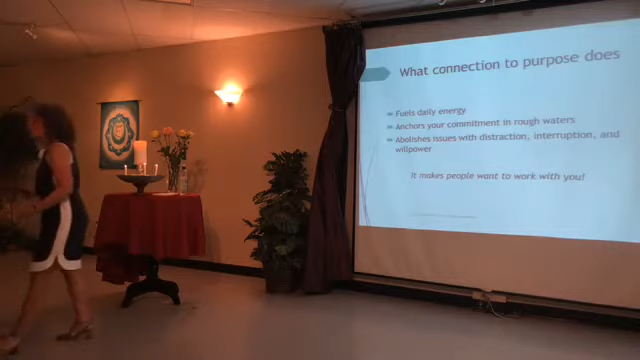 What connection to purpose does
Fuels daily energy
Anchors your commitment in rough waters
Abolishes issues with distraction, interruption, and
willpower
It makes people want to work with you!